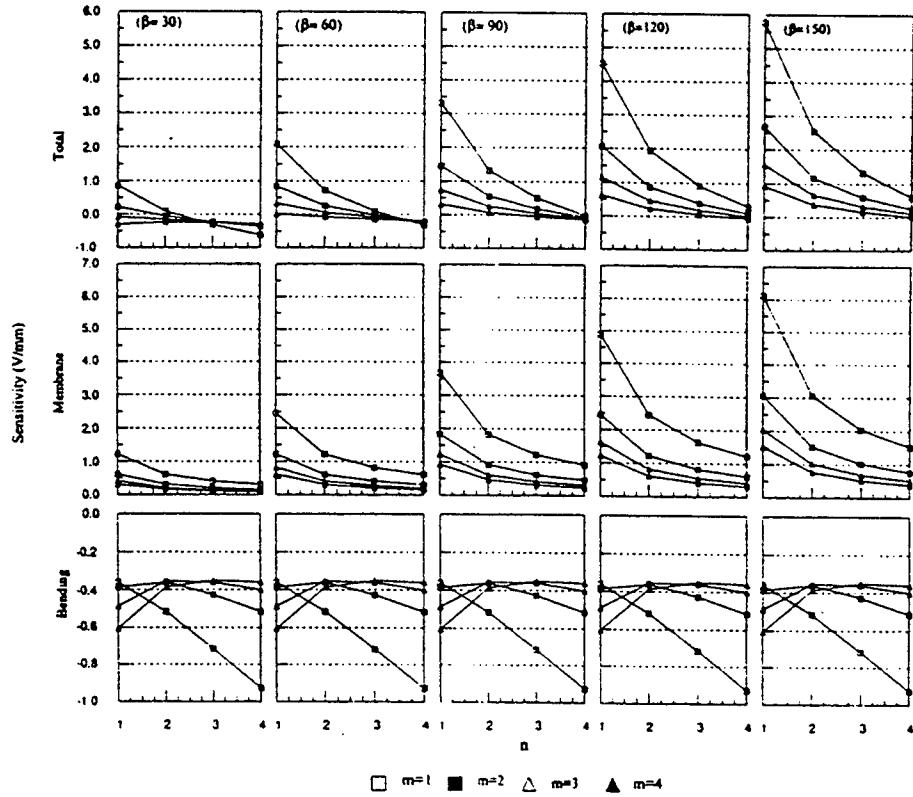 (β= 30) (β= 60) (β= 90) (β=120) (β=150)
6.0
5.0
4.0
3.0
2.0
1.0
0.0
-1.0
Total
7.0
6.0
5.0
4.0
3.0
2.0
1.0
0.0
Membrane
Sensitivity (V/mm)
0.0
-0.2
-0.4
-0.6
-0.8
-1.0
Bending
1 2 3 4 1 2 3 4 1 2 3 4 1 2 3 4 1 2 3 4
n
m=1 m=2 m=3 m=4